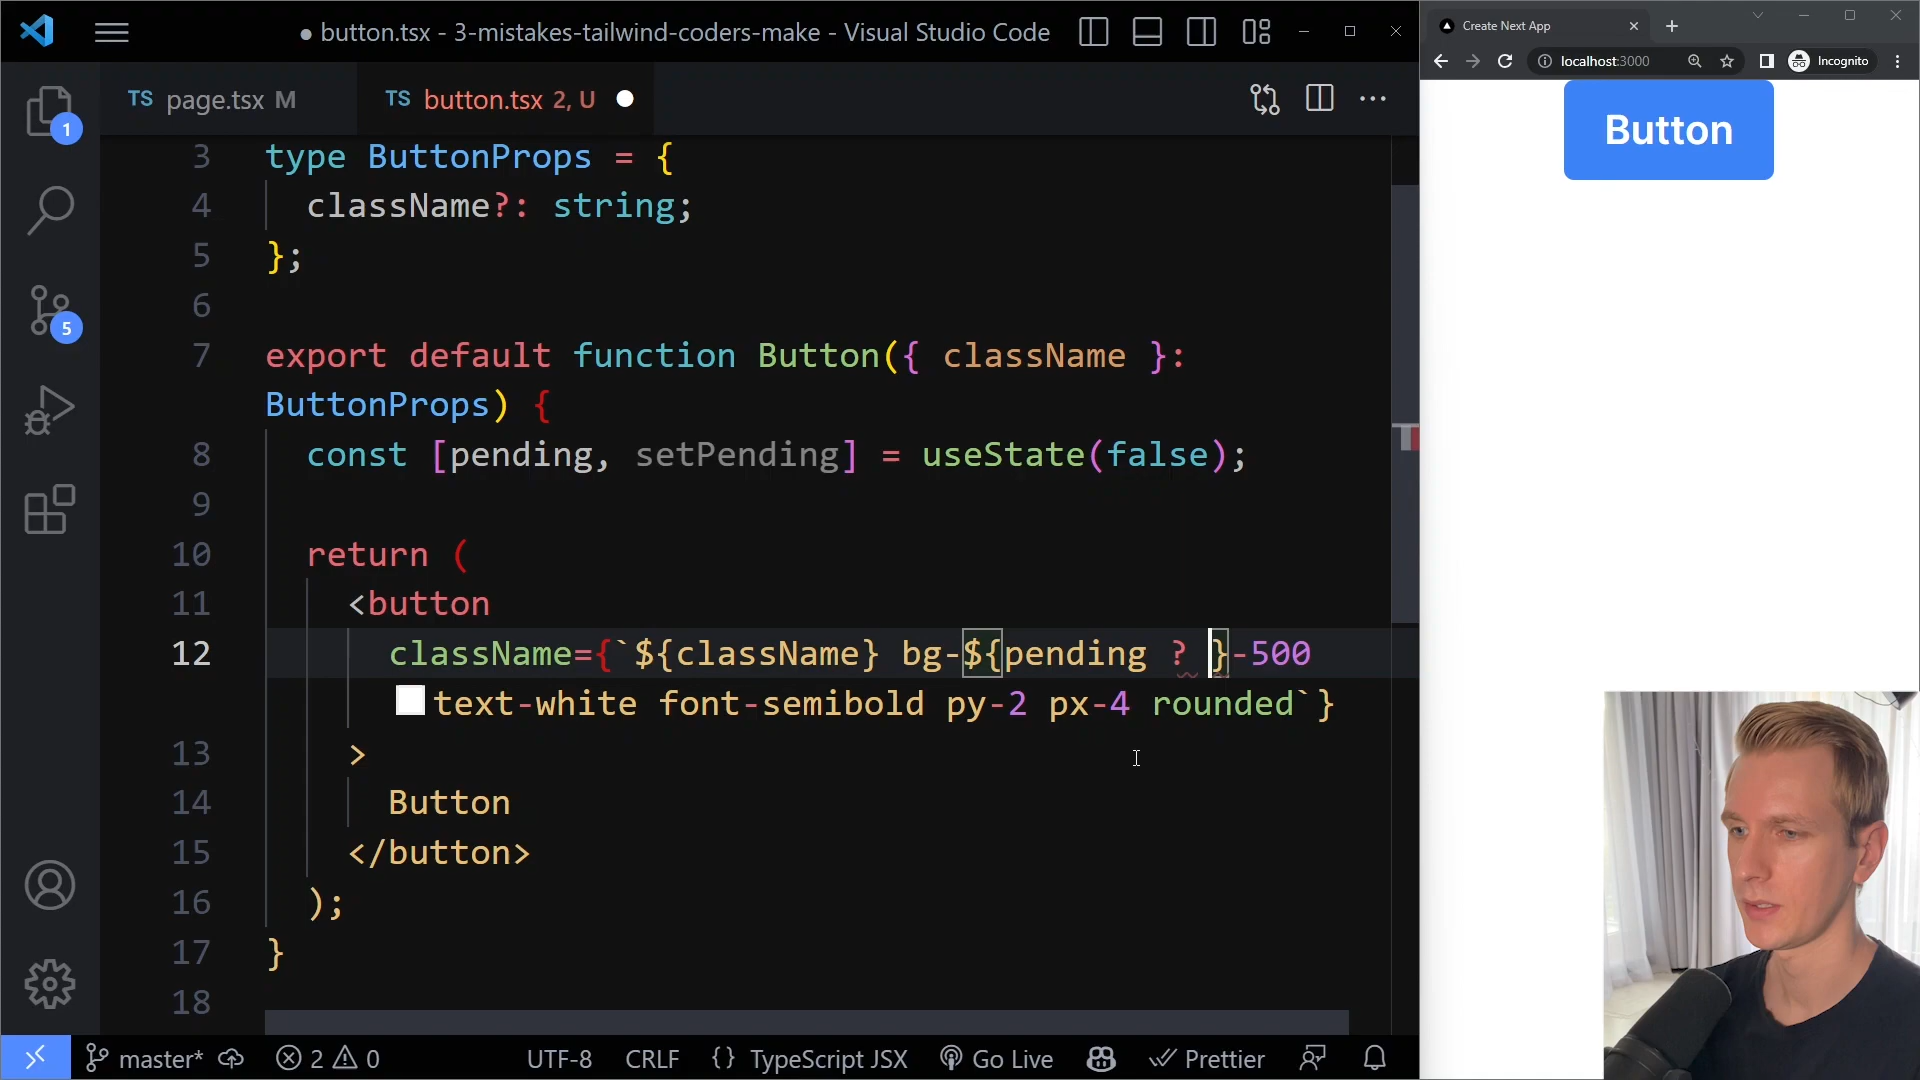 button.tsx - 3-mistakes-tailwind-coders-make - Visual Studio Code
TS page.tsx M
TS button.tsx 2, U
3 type ButtonProps = {
4 className?: string;
5 };
6
7 export default function Button({ className }:
ButtonProps) {
8 const [pending, setPending] = useState(false);
9
10 return (
11 <button
12 className={`${className} bg-${pending ? }-500
text-white font-semibold py-2 px-4 rounded`}
13 >
14 Button
15 </button>
16 );
17 }
18
1
5
master* 2 0 UTF-8 CRLF {} TypeScript JSX Go Live Prettier
Create Next App
localhost:3000 Incognito
Button